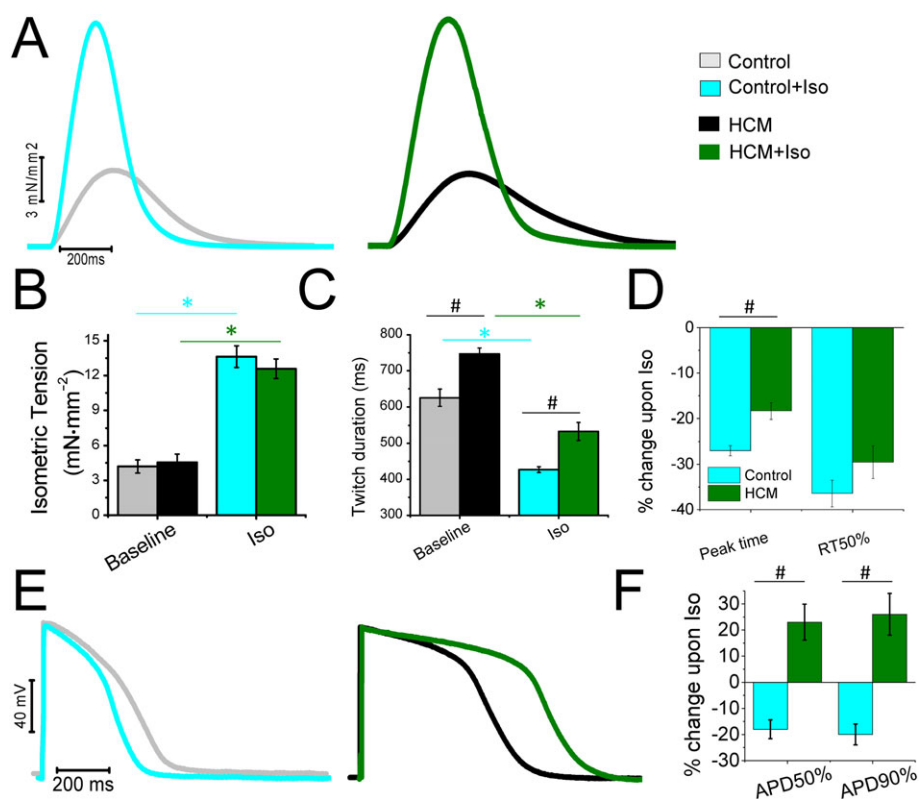 A
Control
Control+Iso
HCM
HCM+Iso
3 mN/mm2
200ms
B
*
*
Isometric Tension
(mN·mm⁻²)
15
12
9
6
3
0
Baseline
Iso
C
#
*
*
#
Twitch duration (ms)
800
700
600
500
400
300
Baseline
Iso
D
#
% change upon Iso
0
-10
-20
-30
-40
Control
HCM
Peak time
RT50%
E
40 mV
200 ms
F
#
#
% change upon Iso
30
20
10
0
-10
-20
-30
APD50%
APD90%